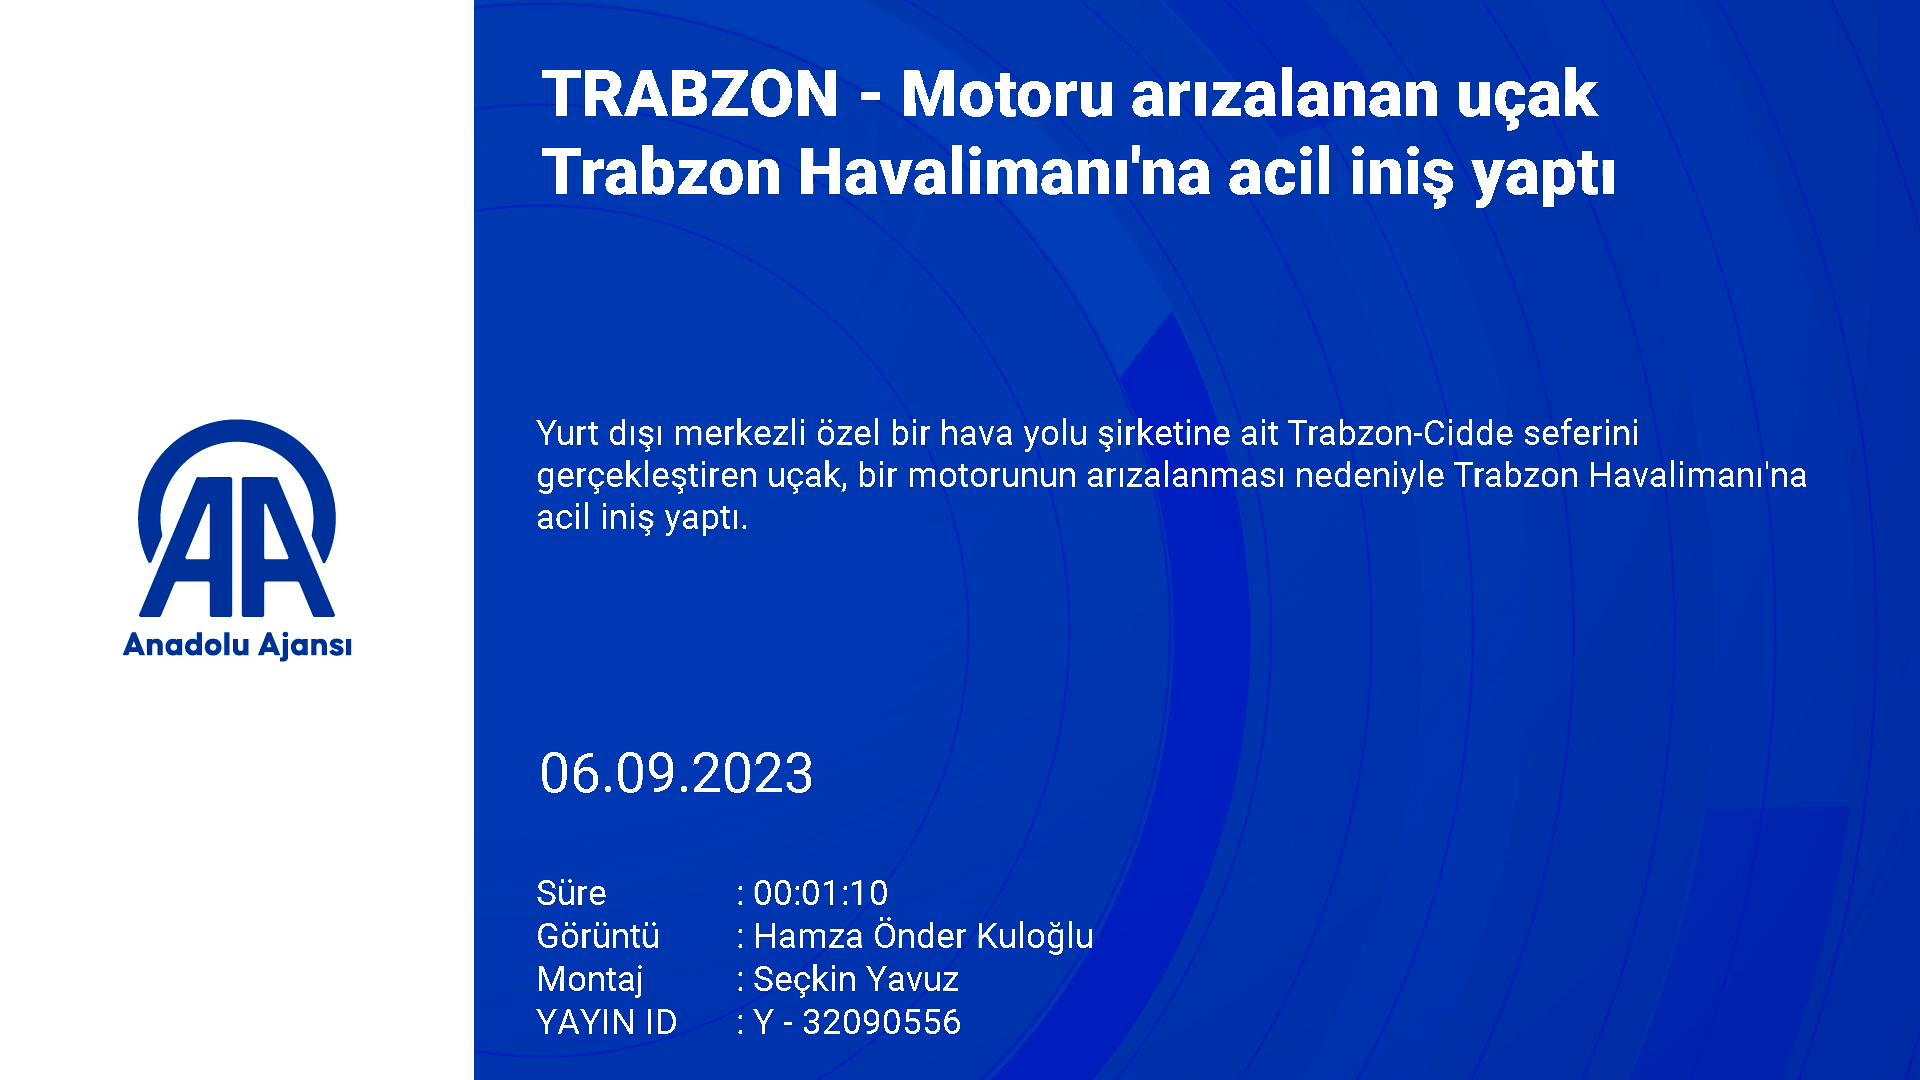 TRABZON - Motoru arızalanan uçak
Trabzon Havalimanı'na acil iniş yaptı
Yurt dışı merkezli özel bir hava yolu şirketine ait Trabzon-Cidde seferini
gerçekleştiren uçak, bir motorunun arızalanması nedeniyle Trabzon Havalimanı'na
acil iniş yaptı.
AA
Anadolu Ajansı
06.09.2023
Süre : 00:01:10
Görüntü : Hamza Önder Kuloğlu
Montaj : Seçkin Yavuz
YAYIN ID : Y - 32090556